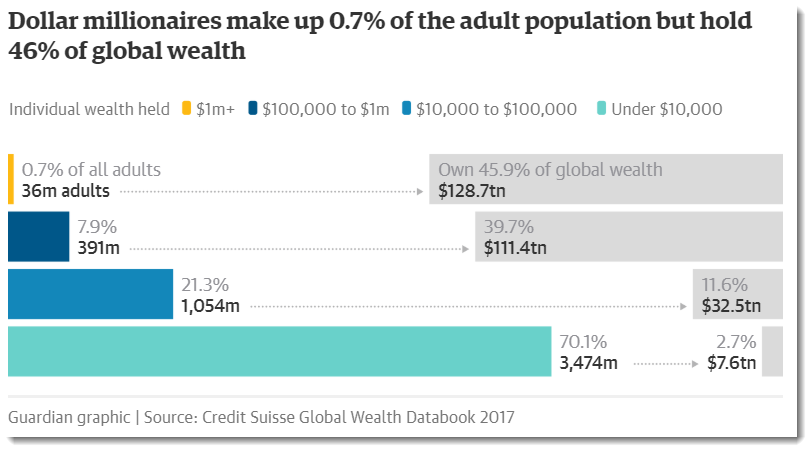 Dollar millionaires make up 0.7% of the adult population but hold
46% of global wealth
Individual wealth held $1m+ $100,000 to $1m $10,000 to $100,000 Under $10,000
0.7% of all adults
36m adults
Own 45.9% of global wealth
$128.7tn
7.9%
391m
39.7%
$111.4tn
21.3%
1,054m
11.6%
$32.5tn
70.1%
3,474m
2.7%
$7.6tn
Guardian graphic | Source: Credit Suisse Global Wealth Databook 2017